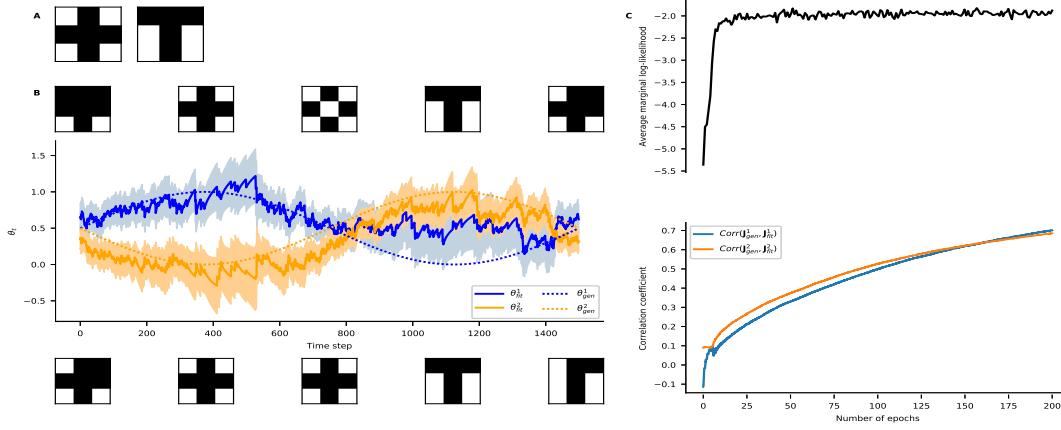 A
B
1.5
1.0
0.5
0.0
−0.5
θt
0 200 400 600 800 1000 1200 1400
Time step
θ¹fit θ¹gen
θ²fit θ²gen
C
−2.0
−2.5
−3.0
−3.5
−4.0
−4.5
−5.0
−5.5
Average marginal log-likelihood
0.7
0.6
0.5
0.4
0.3
0.2
0.1
0.0
−0.1
Correlation coefficient
Corr(J¹gen, J¹fit)
Corr(J²gen, J²fit)
0 25 50 75 100 125 150 175 200
Number of epochs